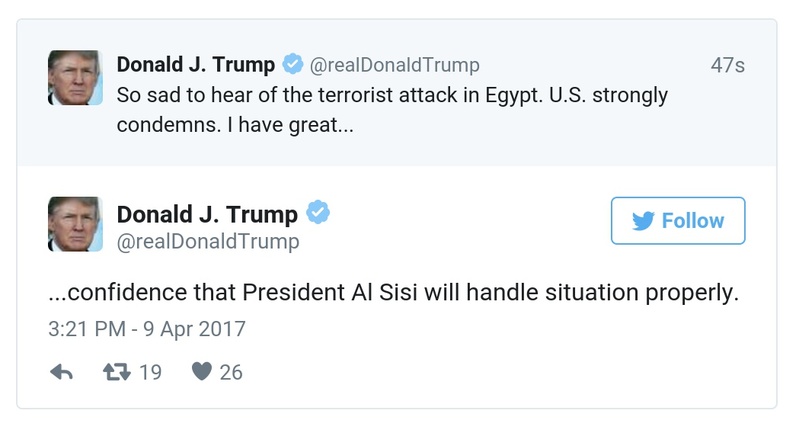 Donald J. Trump @realDonaldTrump 47s
So sad to hear of the terrorist attack in Egypt. U.S. strongly
condemns. I have great...
Donald J. Trump
@realDonaldTrump
Follow
...confidence that President Al Sisi will handle situation properly.
3:21 PM - 9 Apr 2017
19 26